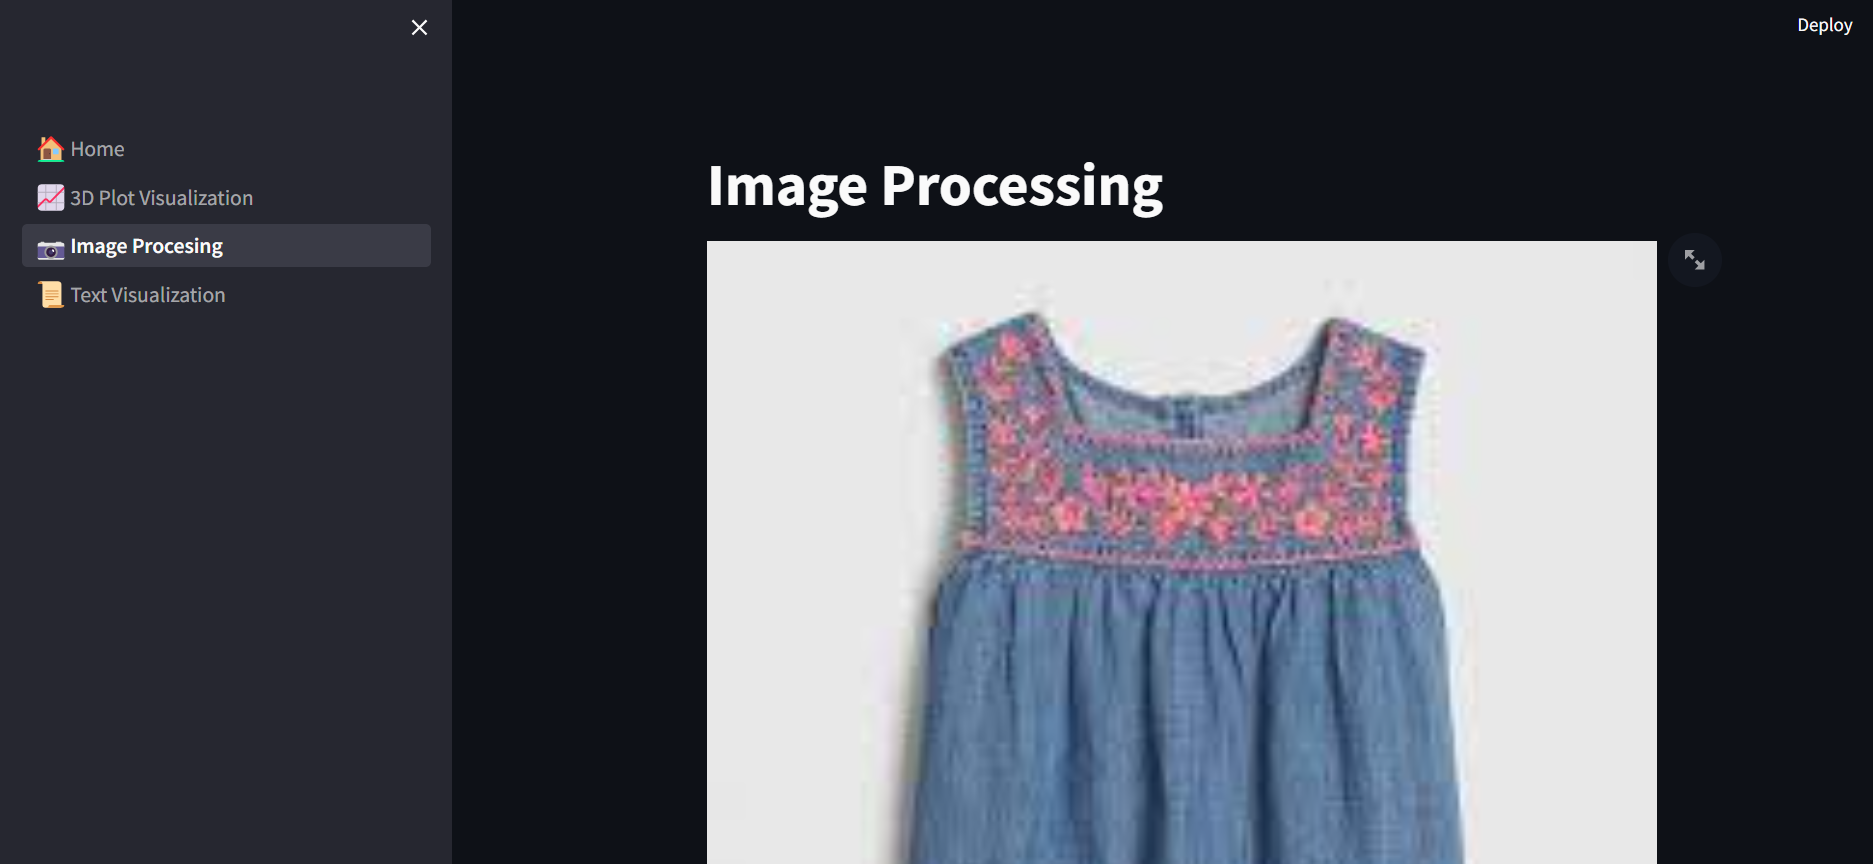 Deploy
Home
3D Plot Visualization
Image Procesing
Text Visualization
Image Processing